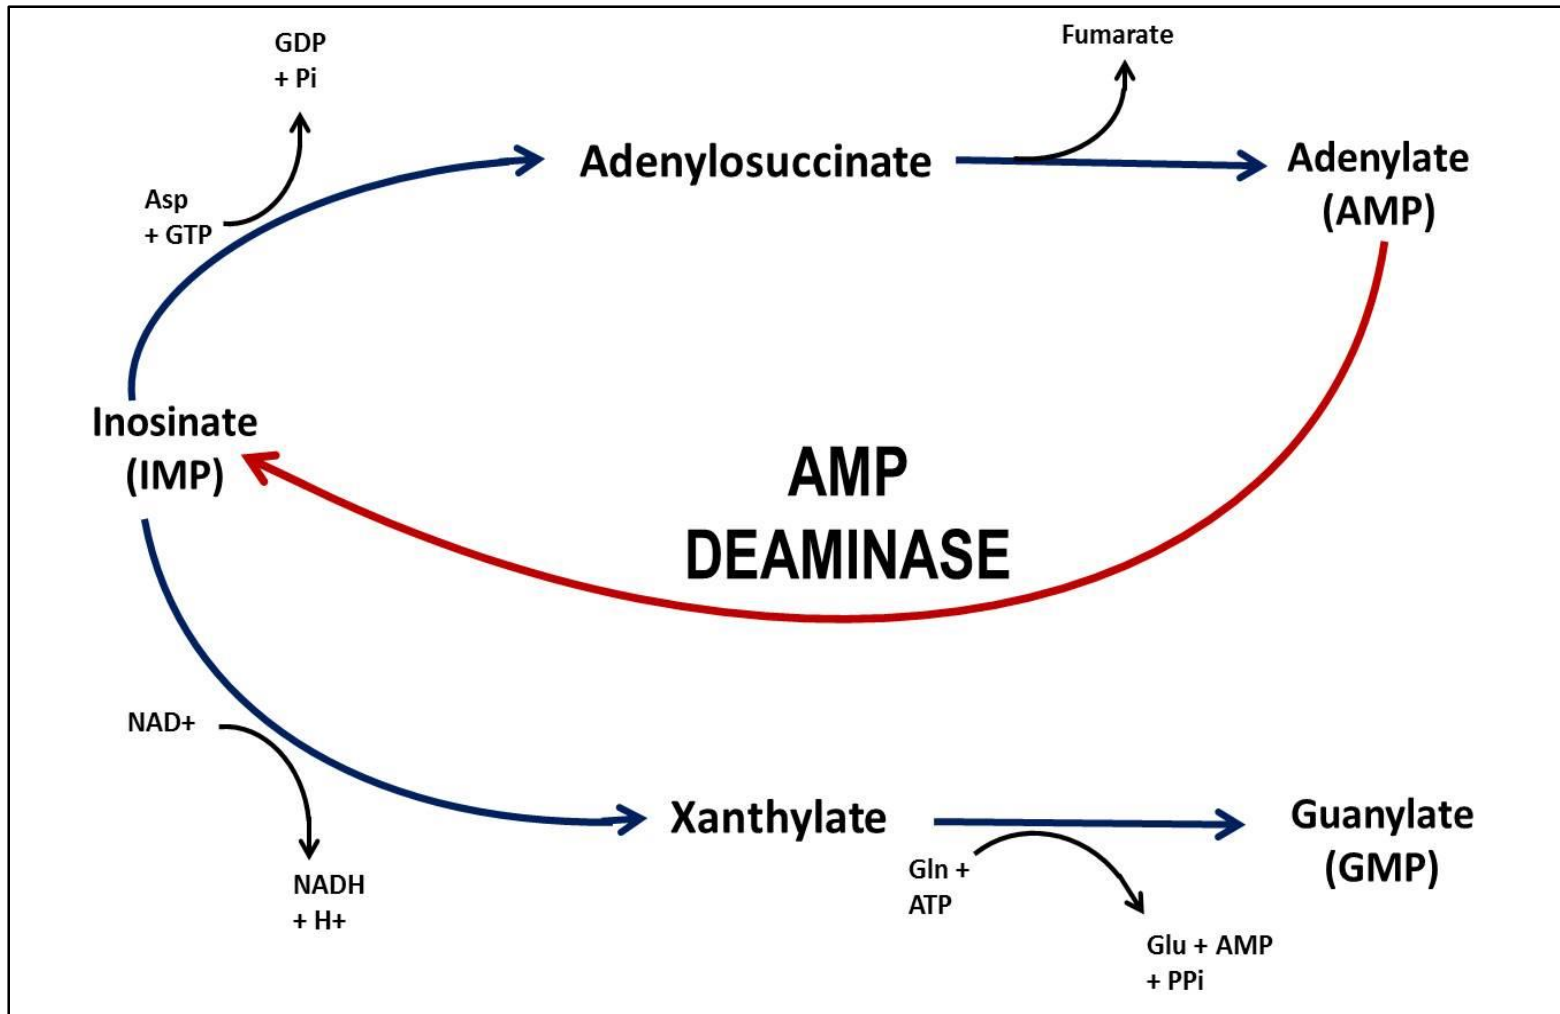 GDP
+ Pi
Fumarate
Asp
+ GTP
Adenylosuccinate
Adenylate
(AMP)
Inosinate
(IMP)
AMP
DEAMINASE
NAD+
NADH
+ H+
Xanthylate
Gln +
ATP
Glu + AMP
+ PPi
Guanylate
(GMP)